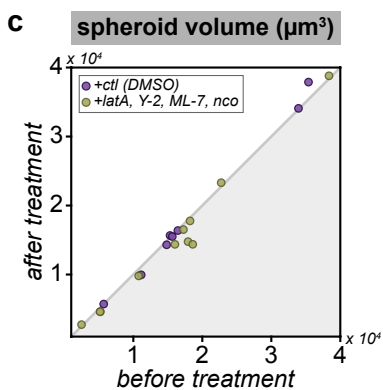 c
spheroid volume (µm³)
4 x 10⁴
+ctl (DMSO)
+latA, Y-2, ML-7, nco
3
2
1
after treatment
1 2 3 4 x 10⁴
before treatment